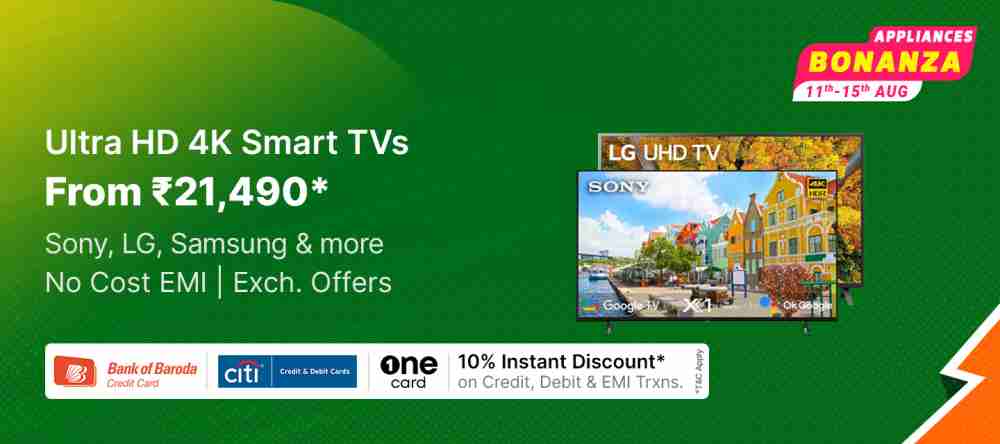 APPLIANCES
BONANZA
11th-15th AUG
Ultra HD 4K Smart TVs
From ₹21,490*
Sony, LG, Samsung & more
No Cost EMI | Exch. Offers
LG UHD TV
SONY
4K
HDR
Google TV
X1
Ok Google
Bank of Baroda
Credit Card
citi
Credit & Debit Cards
one
card
10% Instant Discount*
on Credit, Debit & EMI Trxns.
*T&C Apply